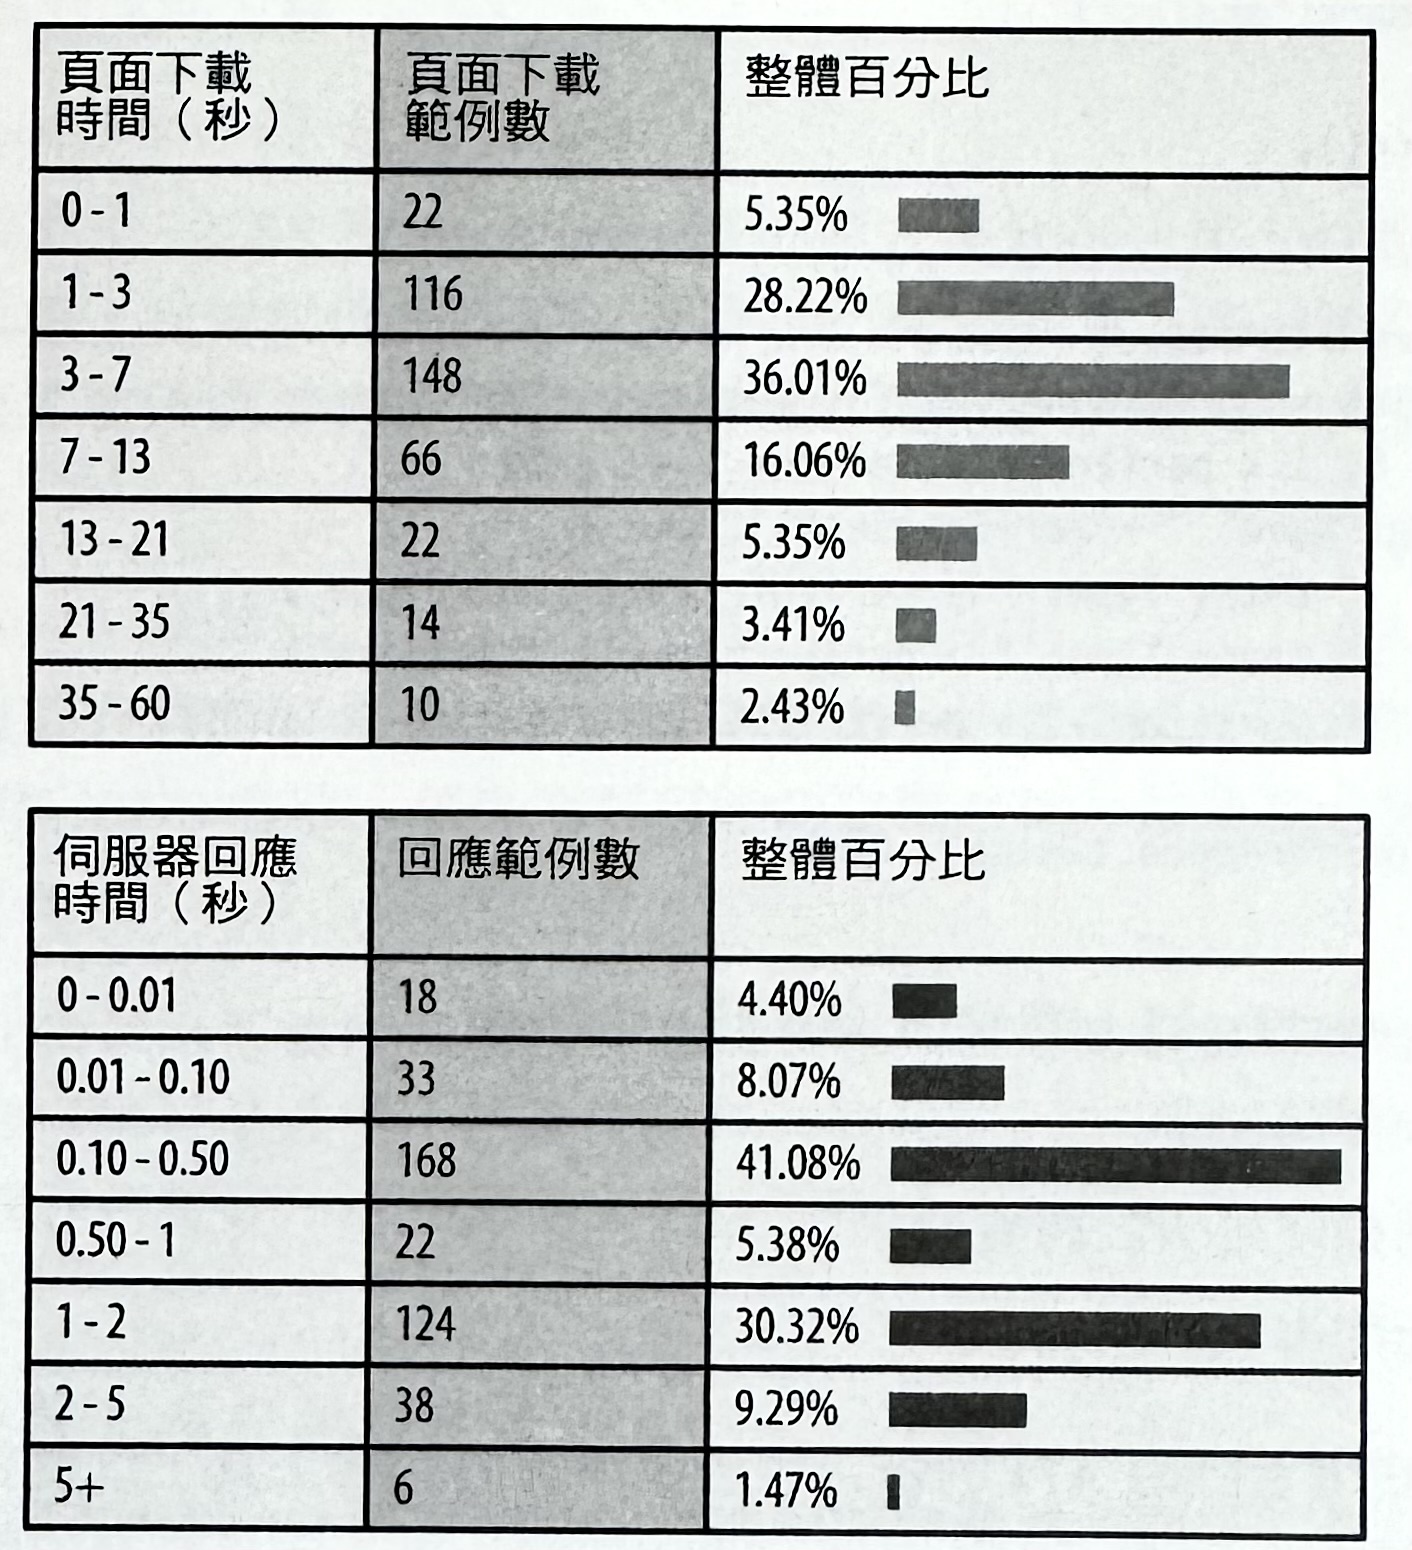 頁面下載 頁面下載 整體百分比
時間（秒） 範例數
0 - 1 22 5.35%
1 - 3 116 28.22%
3 - 7 148 36.01%
7 - 13 66 16.06%
13 - 21 22 5.35%
21 - 35 14 3.41%
35 - 60 10 2.43%
伺服器回應 回應範例數 整體百分比
時間（秒）
0 - 0.01 18 4.40%
0.01 - 0.10 33 8.07%
0.10 - 0.50 168 41.08%
0.50 - 1 22 5.38%
1 - 2 124 30.32%
2 - 5 38 9.29%
5+ 6 1.47%